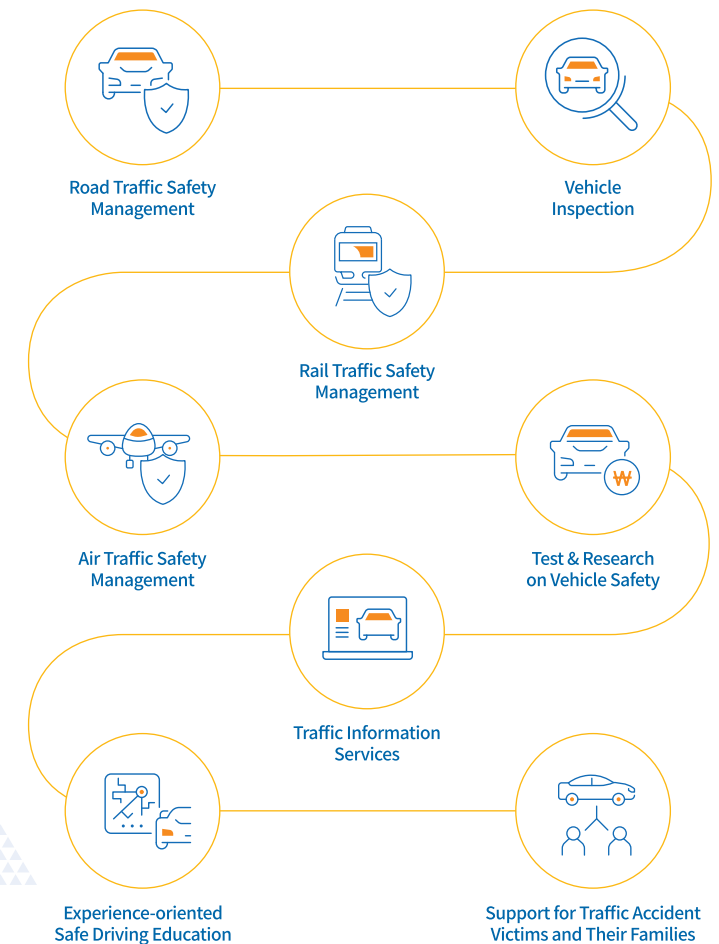 Road Traffic Safety
Management
Vehicle
Inspection
Rail Traffic Safety
Management
Air Traffic Safety
Management
₩
Test & Research
on Vehicle Safety
Traffic Information
Services
Experience-oriented
Safe Driving Education
Support for Traffic Accident
Victims and Their Families